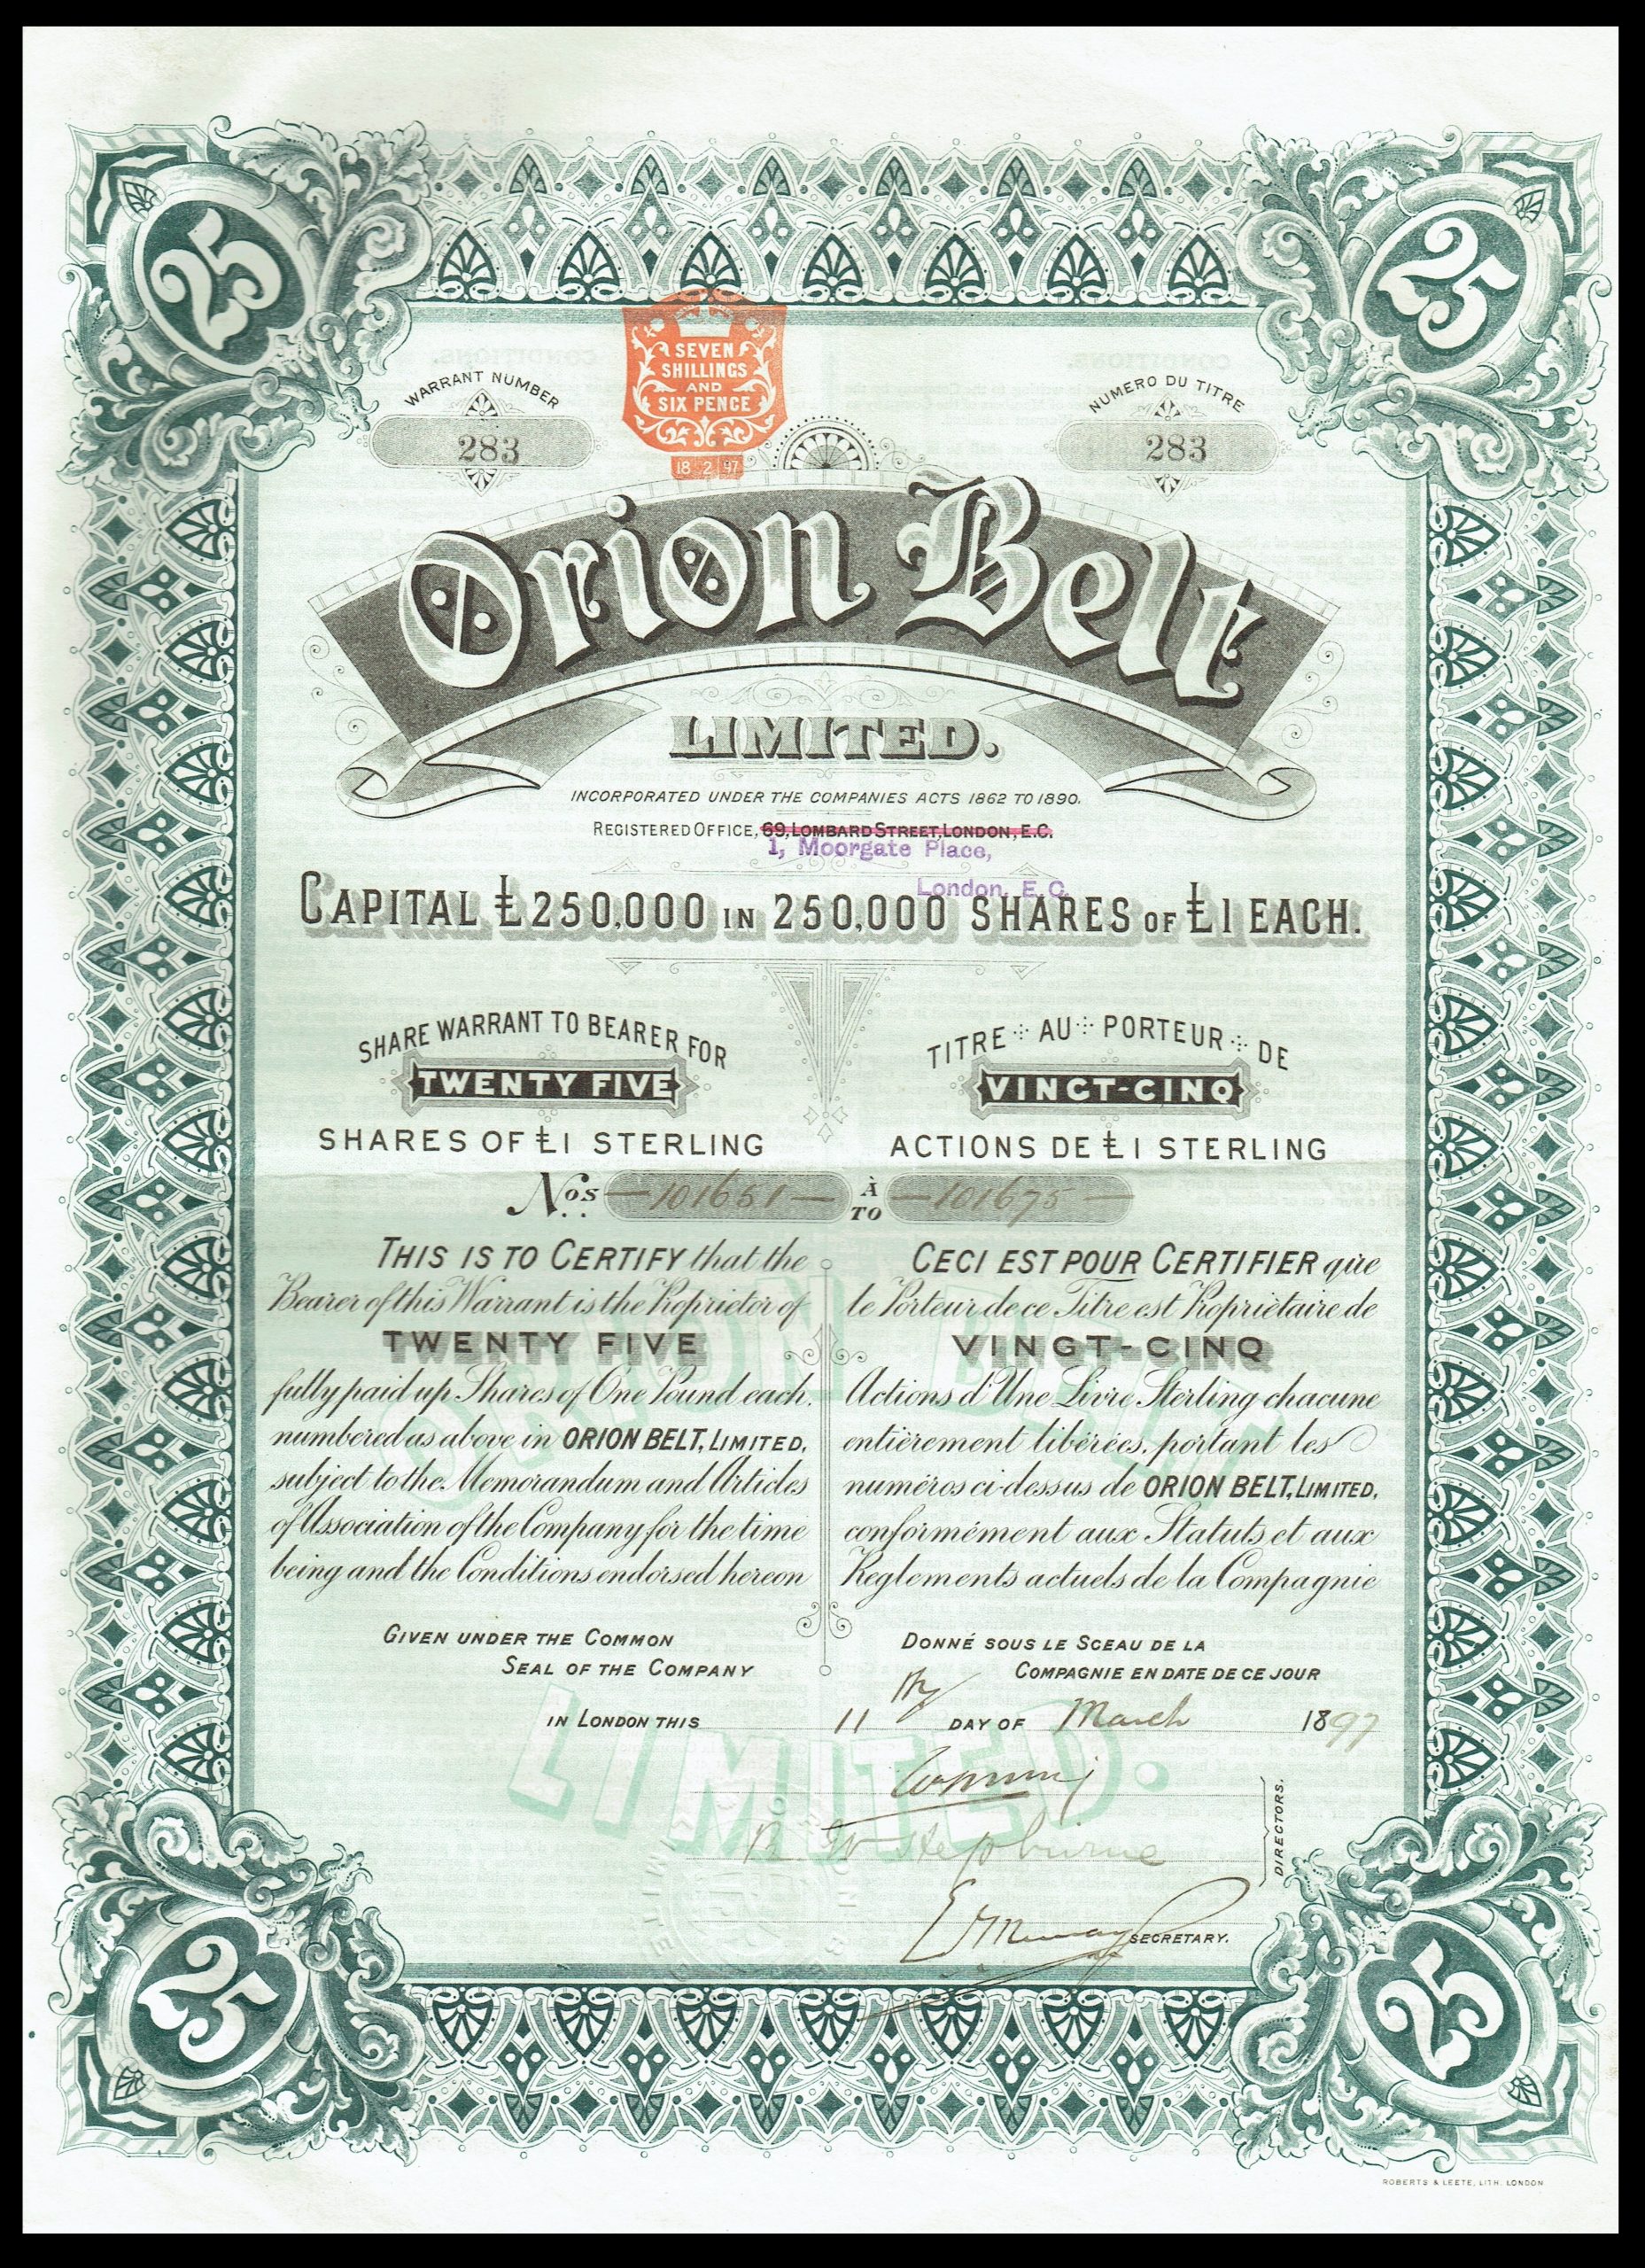 25
25
SEVEN
SHILLINGS
AND
SIX PENCE
18 2 97
WARRANT NUMBER
283
NUMERO DU TITRE
283
Orion Belt
LIMITED.
INCORPORATED UNDER THE COMPANIES ACTS 1862 TO 1890.
REGISTERED OFFICE, 69, LOMBARD STREET, LONDON, E.C.
1, Moorgate Place,
London, E.C.
CAPITAL £250,000 IN 250,000 SHARES OF £1 EACH.
SHARE WARRANT TO BEARER FOR
TWENTY FIVE
SHARES OF £1 STERLING
TITRE AU PORTEUR DE
VINGT-CINQ
ACTIONS DE £1 STERLING
Nos 101651 À TO 101675
THIS IS TO CERTIFY that the
Bearer of this Warrant is the Proprietor of
TWENTY FIVE
fully paid up Shares of One Pound each,
numbered as above in ORION BELT, LIMITED,
subject to the Memorandum and Articles
of Association of the Company for the time
being and the Conditions endorsed hereon
CECI EST POUR CERTIFIER que
le Porteur de ce Titre est Propriétaire de
VINGT-CINQ
Actions d'Une Livre Sterling chacune
entièrement libérées, portant les
numéros ci-dessus de ORION BELT, LIMITED,
conformément aux Statuts et aux
Reglements actuels de la Compagnie
ORION BELT
LIMITED.
GIVEN UNDER THE COMMON
SEAL OF THE COMPANY
DONNÉ SOUS LE SCEAU DE LA
COMPAGNIE EN DATE DE CE JOUR
IN LONDON THIS 11th DAY OF March 1897
DIRECTORS.
SECRETARY.
25
25
ROBERTS & LEETE, LITH. LONDON